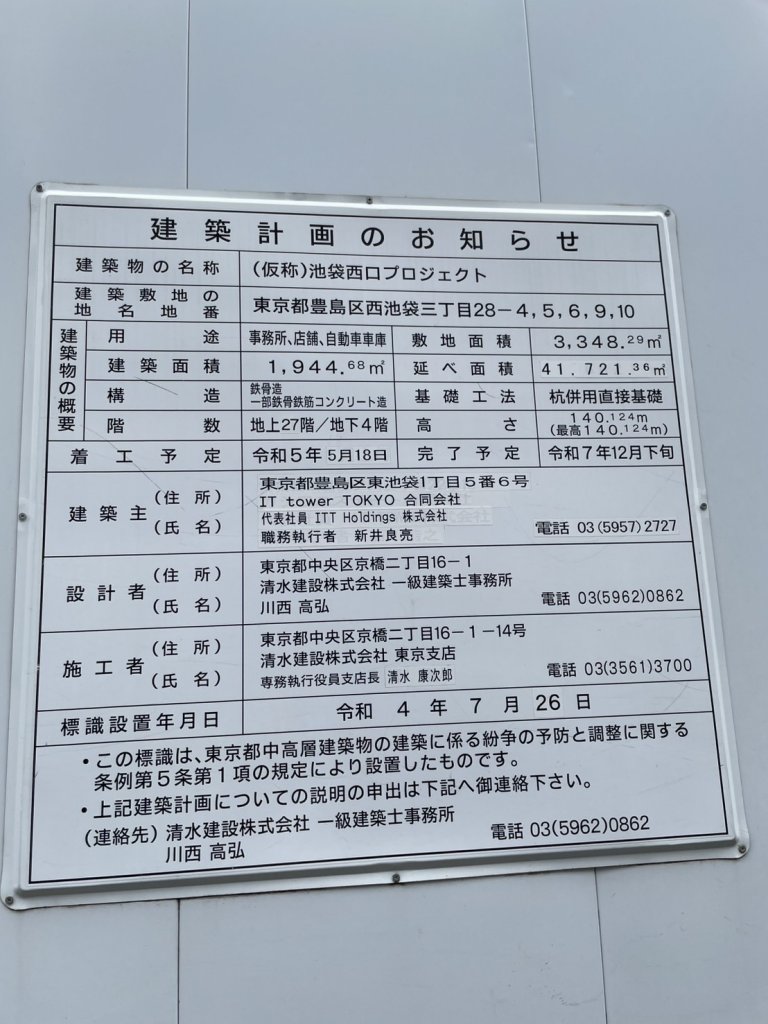 建築計画のお知らせ
建築物の名称 (仮称)池袋西口プロジェクト
建築敷地の地名地番 東京都豊島区西池袋三丁目28−4, 5, 6, 9, 10
建築物の概要
用途 事務所、店舗、自動車車庫 敷地面積 3,348.29㎡
建築面積 1,944.68㎡ 延べ面積 41.721.36㎡
構造 鉄骨造
一部鉄骨鉄筋コンクリート造 基礎工法 杭併用直接基礎
階数 地上27階/地下4階 高さ 140.124m
(最高140.124m)
着工予定 令和5年 5月18日 完了予定 令和7年12月下旬
建築主 (住所) 東京都豊島区東池袋1丁目5番6号
(氏名) IT tower TOKYO 合同会社
代表社員 ITT Holdings 株式会社
職務執行者 新井良亮 電話 03(5957)2727
設計者 (住所) 東京都中央区京橋二丁目16−1
(氏名) 清水建設株式会社 一級建築士事務所
川西 高弘 電話 03(5962)0862
施工者 (住所) 東京都中央区京橋二丁目16−1−14号
(氏名) 清水建設株式会社 東京支店
専務執行役員支店長 清水 康次郎 電話 03(3561)3700
標識設置年月日 令和 4 年 7 月 26 日
・この標識は、東京都中高層建築物の建築に係る紛争の予防と調整に関する
条例第5条第1項の規定により設置したものです。
・上記建築計画についての説明の申出は下記へ御連絡下さい。
(連絡先) 清水建設株式会社 一級建築士事務所
川西 高弘 電話 03(5962)0862